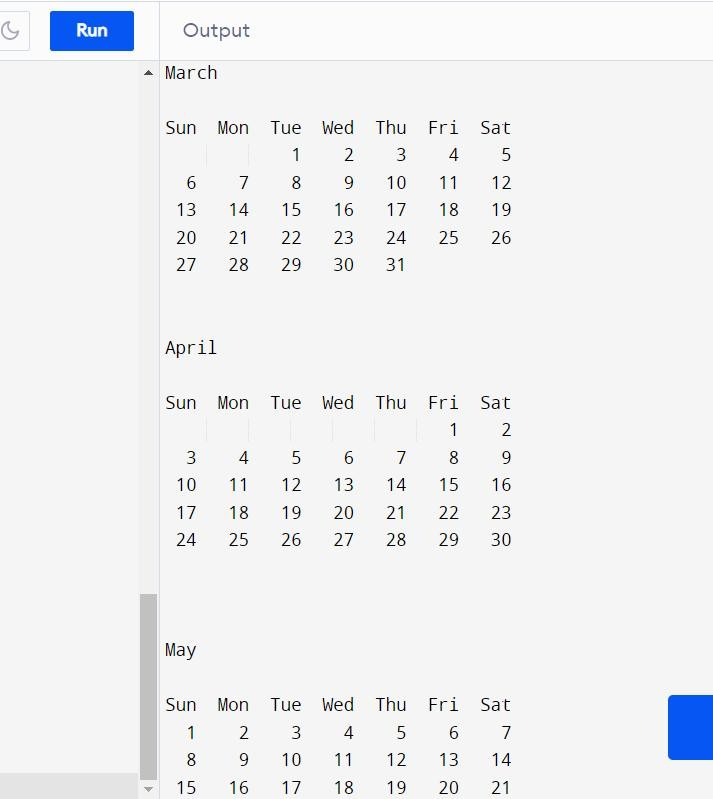 Run
Output
March
Sun Mon Tue Wed Thu Fri Sat
1 2 3 4 5
6 7 8 9 10 11 12
13 14 15 16 17 18 19
20 21 22 23 24 25 26
27 28 29 30 31
April
Sun Mon Tue Wed Thu Fri Sat
1 2
3 4 5 6 7 8 9
10 11 12 13 14 15 16
17 18 19 20 21 22 23
24 25 26 27 28 29 30
May
Sun Mon Tue Wed Thu Fri Sat
1 2 3 4 5 6 7
8 9 10 11 12 13 14
15 16 17 18 19 20 21